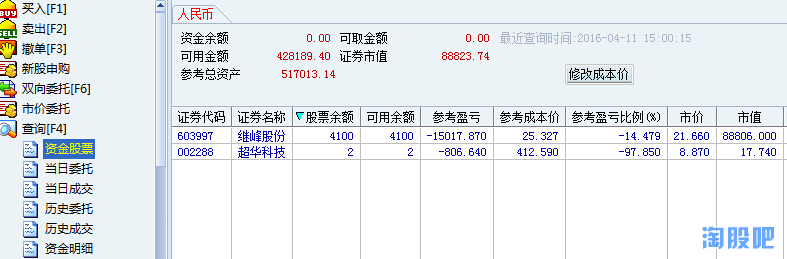 买入[F1]
卖出[F2]
撤单[F3]
新股申购
双向委托[F6]
市价委托
查询[F4]
资金股票
当日委托
当日成交
历史委托
历史成交
资金明细
人民币
资金余额 0.00 可取金额 0.00 最近查询时间:2016-04-11 15:00:15
可用金额 428189.40 证券市值 88823.74
参考总资产 517013.14
修改成本价
证券代码 证券名称 股票余额 可用余额 参考盈亏 参考成本价 参考盈亏比例(%) 市价 市值
603997 继峰股份 4100 4100 -15017.870 25.327 -14.479 21.660 88806.000
002288 超华科技 2 2 -806.640 412.590 -97.850 8.870 17.740
淘股吧